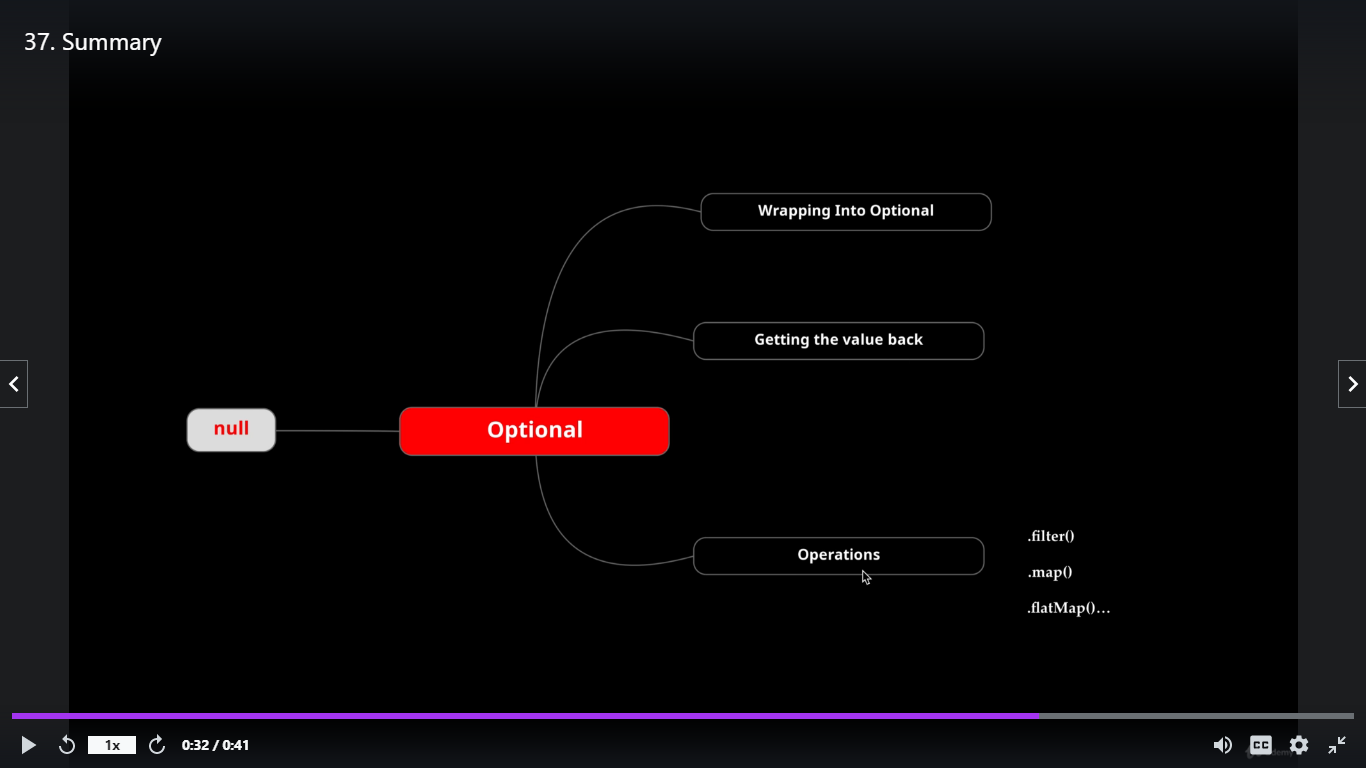 37. Summary
Wrapping Into Optional
Getting the value back
null
Optional
Operations
.filter()
.map()
.flatMap()...
1x
0:32 / 0:41
CC